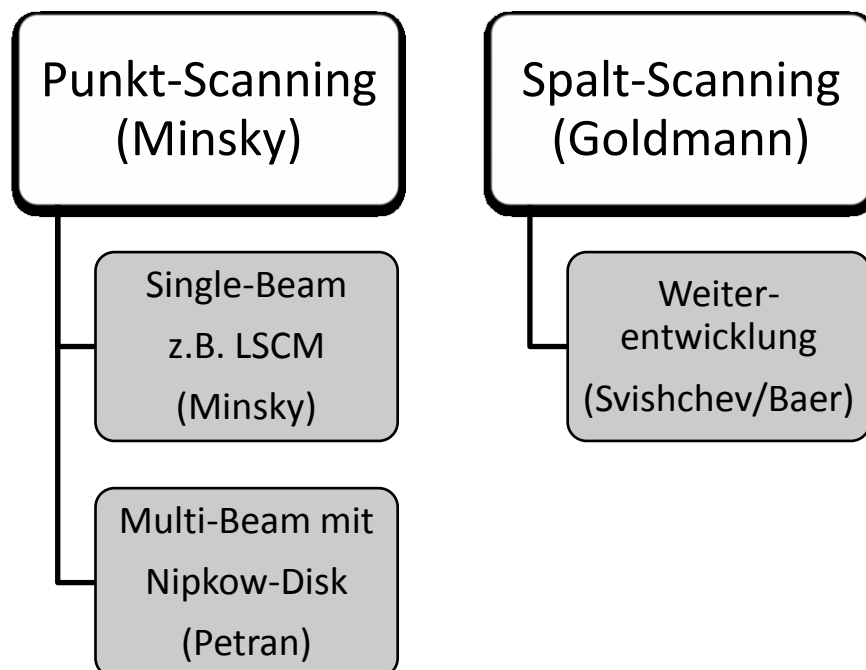 Punkt-Scanning
(Minsky)
Single-Beam
z.B. LSCM
(Minsky)
Multi-Beam mit
Nipkow-Disk
(Petran)
Spalt-Scanning
(Goldmann)
Weiter-
entwicklung
(Svishchev/Baer)